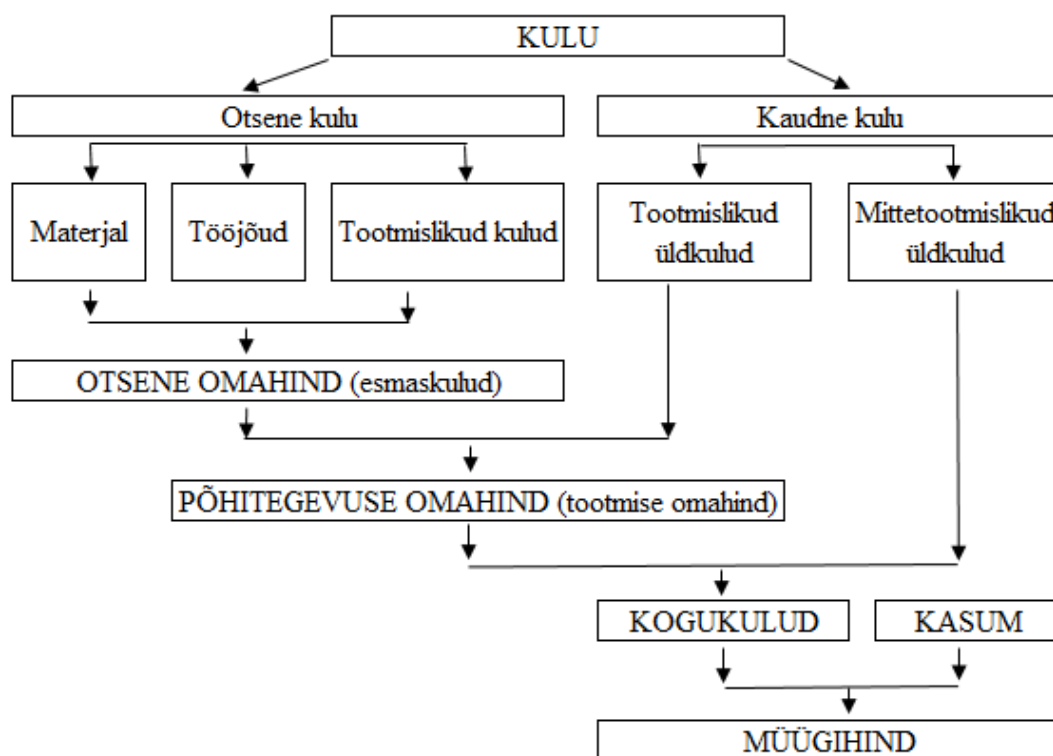 KULU
Otsene kulu
Kaudne kulu
Materjal
Tööjõud
Tootmislikud kulud
Tootmislikud
üldkulud
Mittetootmislikud
üldkulud
OTSENE OMAHIND (esmaskulud)
PÕHITEGEVUSE OMAHIND (tootmise omahind)
KOGUKULUD
KASUM
MÜÜGIHIND